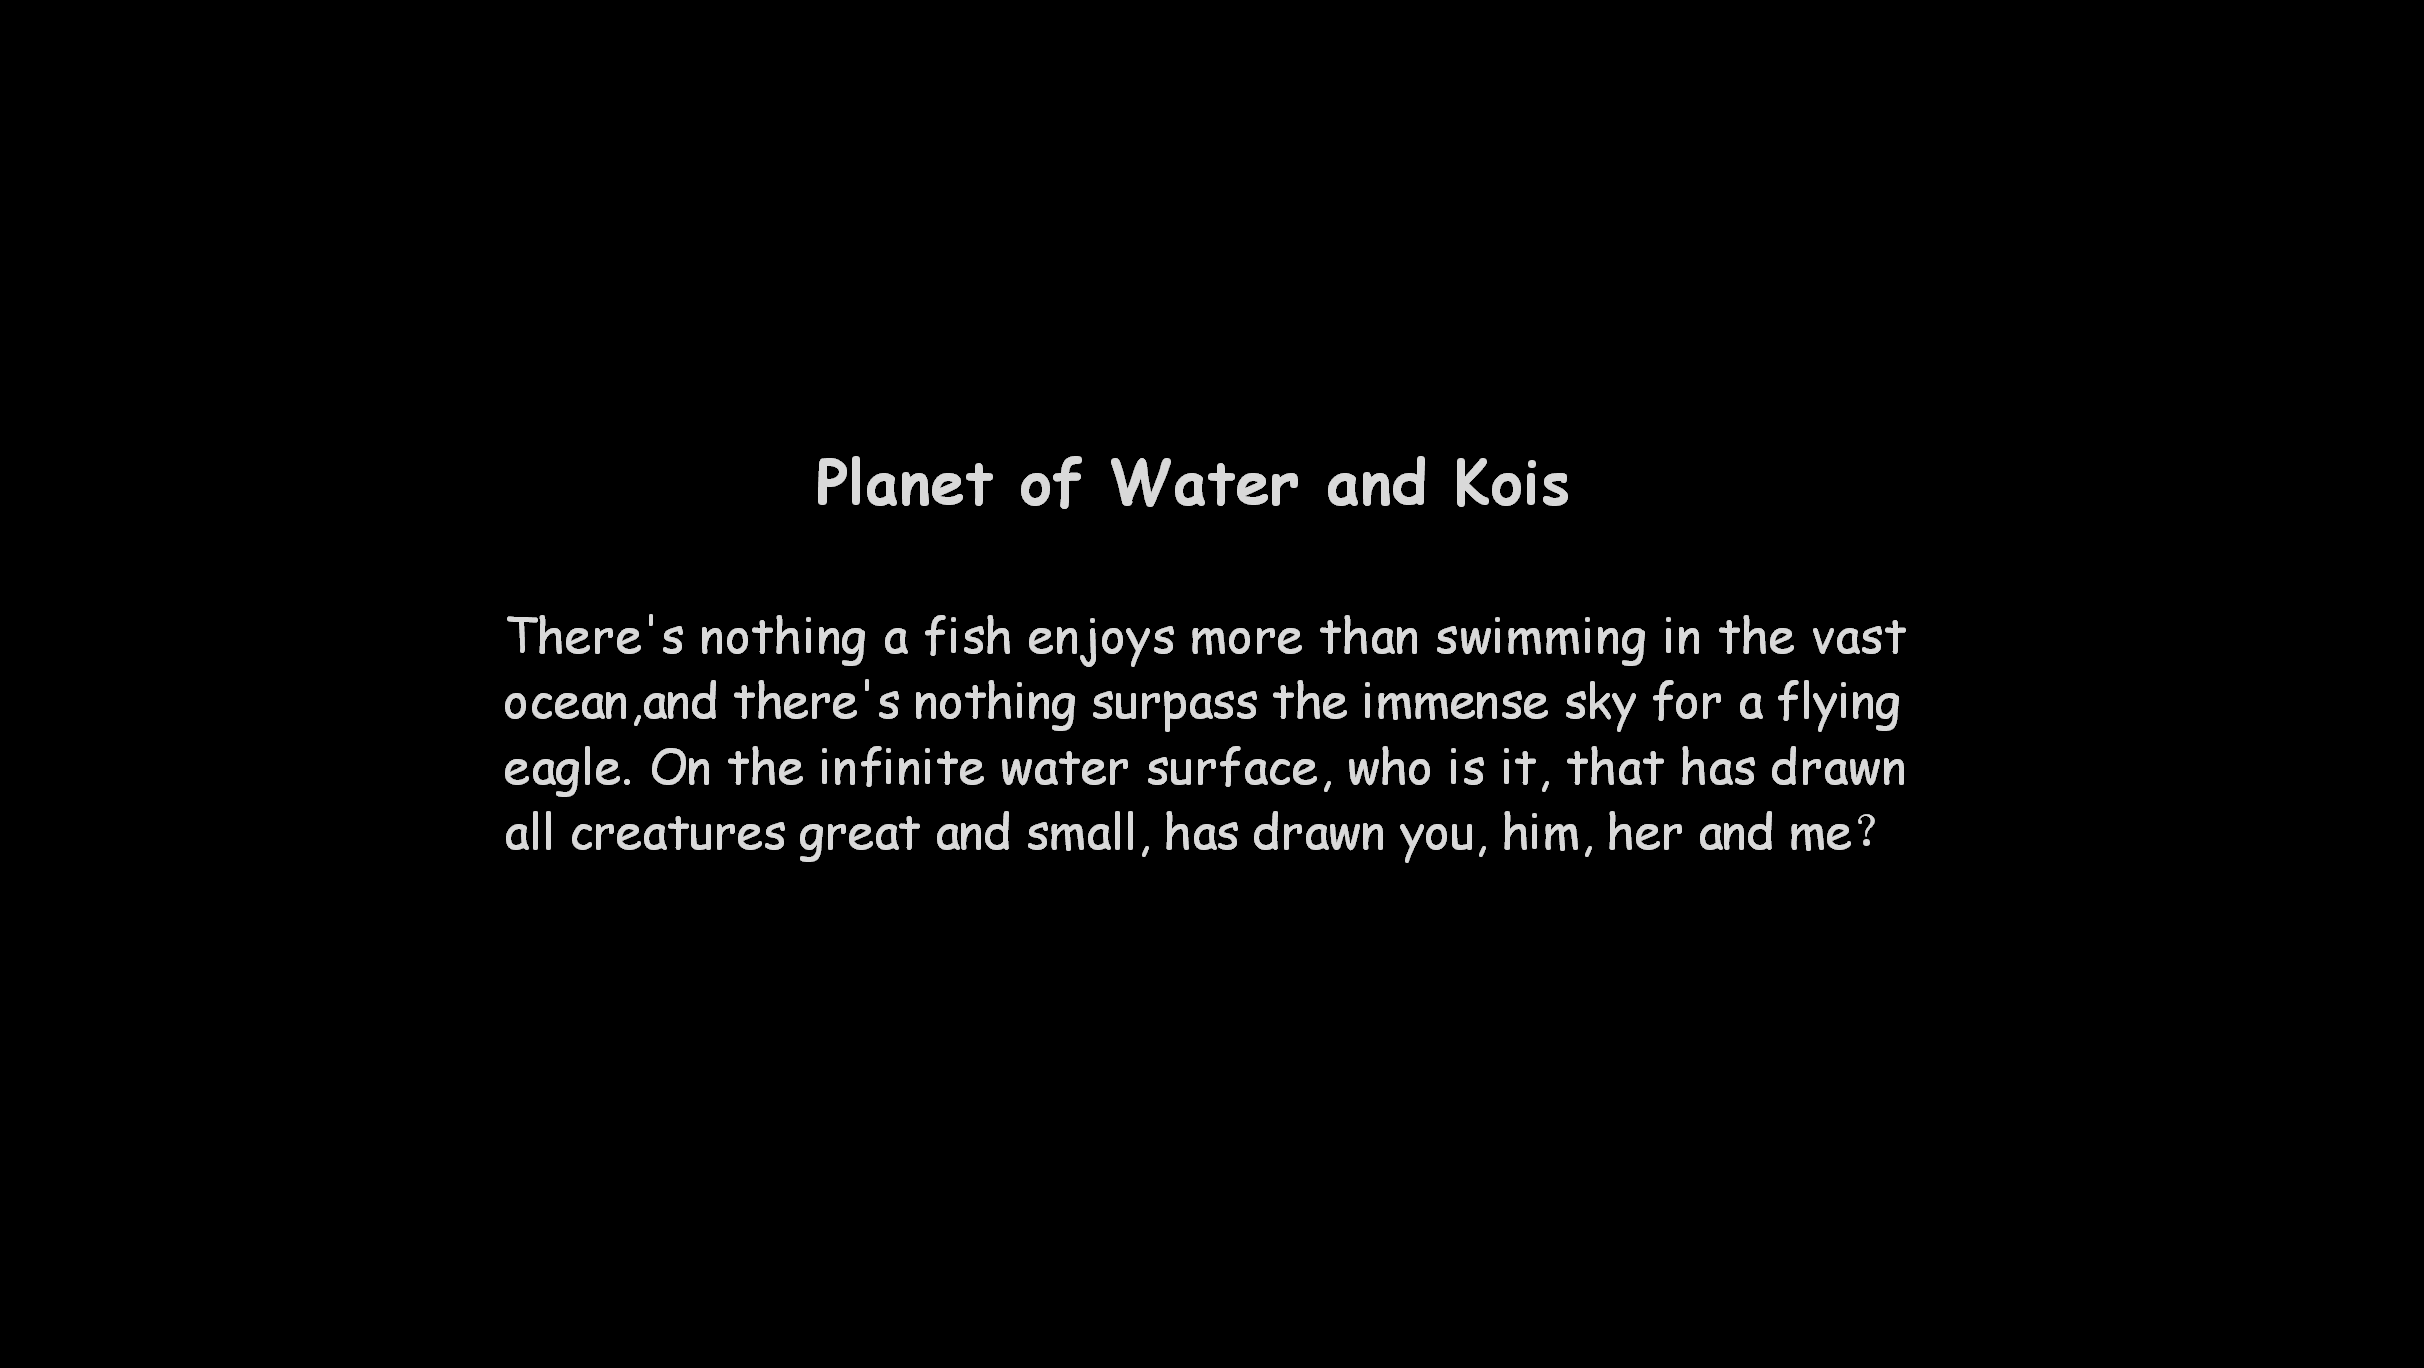 Planet of Water and Kois
There's nothing a fish enjoys more than swimming in the vast
ocean,and there's nothing surpass the immense sky for a flying
eagle. On the infinite water surface, who is it, that has drawn
all creatures great and small, has drawn you, him, her and me?